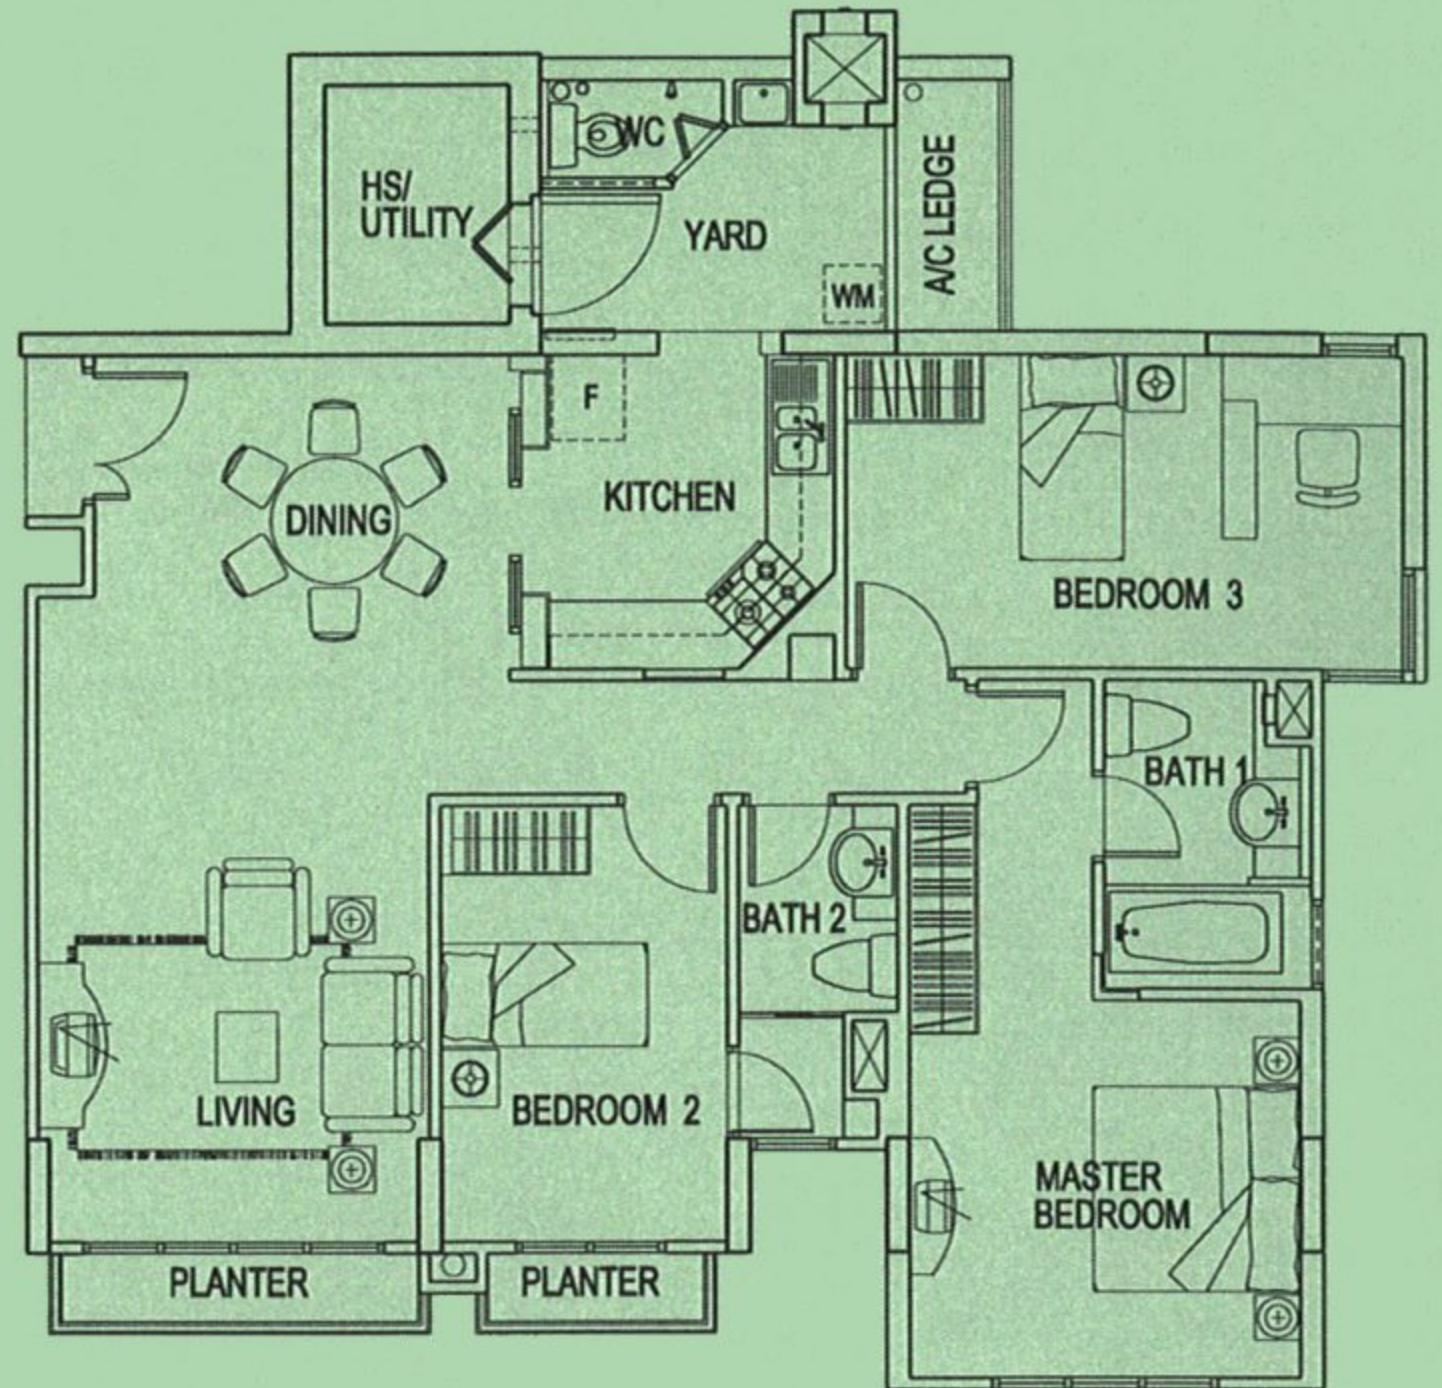 WC
HS/
UTILITY
YARD
A/C LEDGE
WM
F
KITCHEN
DINING
BEDROOM 3
BATH 1
BATH 2
LIVING
BEDROOM 2
MASTER
BEDROOM
PLANTER
PLANTER